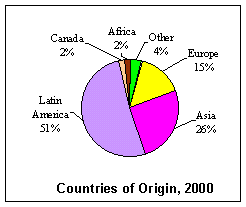 Africa
2%
Canada
2%
Other
4%
Europe
15%
Latin
America
51%
Asia
26%
Countries of Origin, 2000